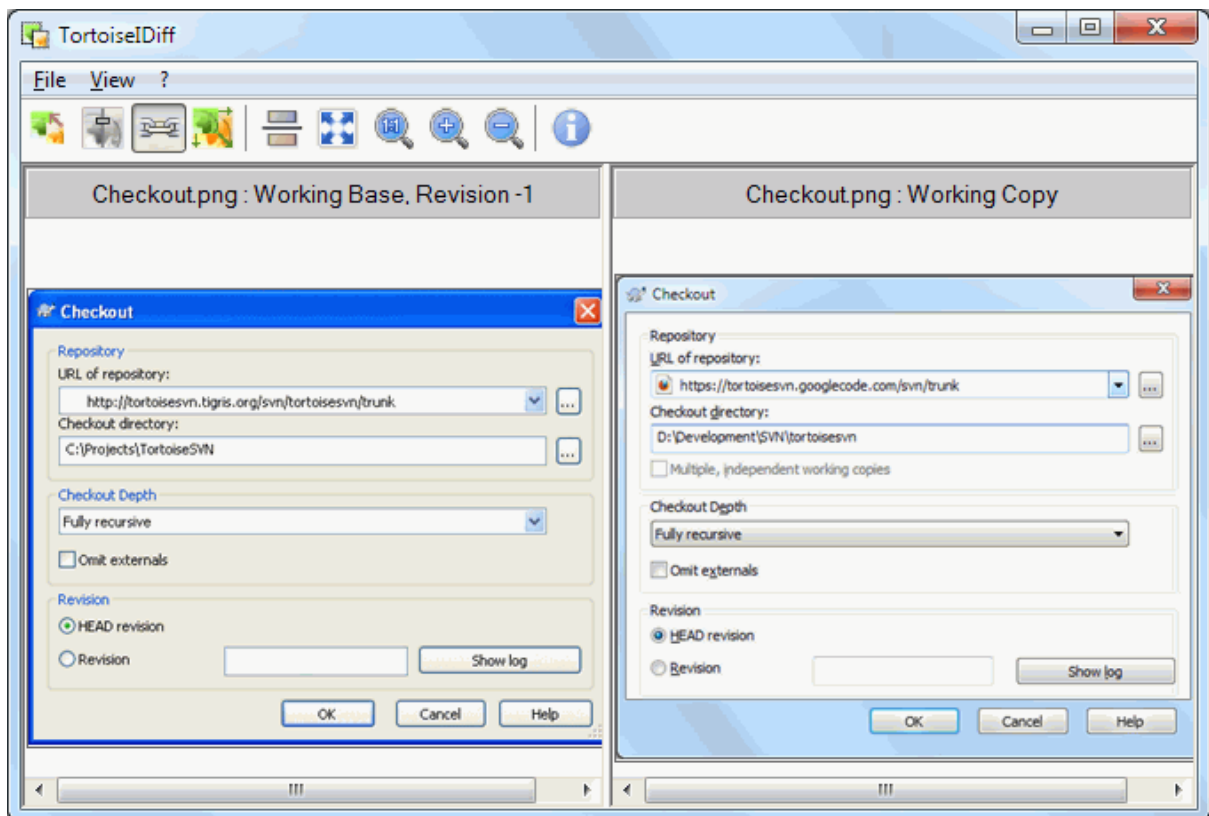 TortoiseIDiff
File View ?
1:1
Checkout.png : Working Base, Revision -1
Checkout
Repository
URL of repository:
http://tortoisesvn.tigris.org/svn/tortoisesvn/trunk
...
Checkout directory:
C:\Projects\TortoiseSVN
...
Checkout Depth
Fully recursive
Omit externals
Revision
HEAD revision
Revision
Show log
OK Cancel Help
Checkout.png : Working Copy
Checkout
Repository
URL of repository:
https://tortoisesvn.googlecode.com/svn/trunk
...
Checkout directory:
D:\Development\SVN\tortoisesvn
...
Multiple, independent working copies
Checkout Depth
Fully recursive
Omit externals
Revision
HEAD revision
Revision
Show log
OK Cancel Help